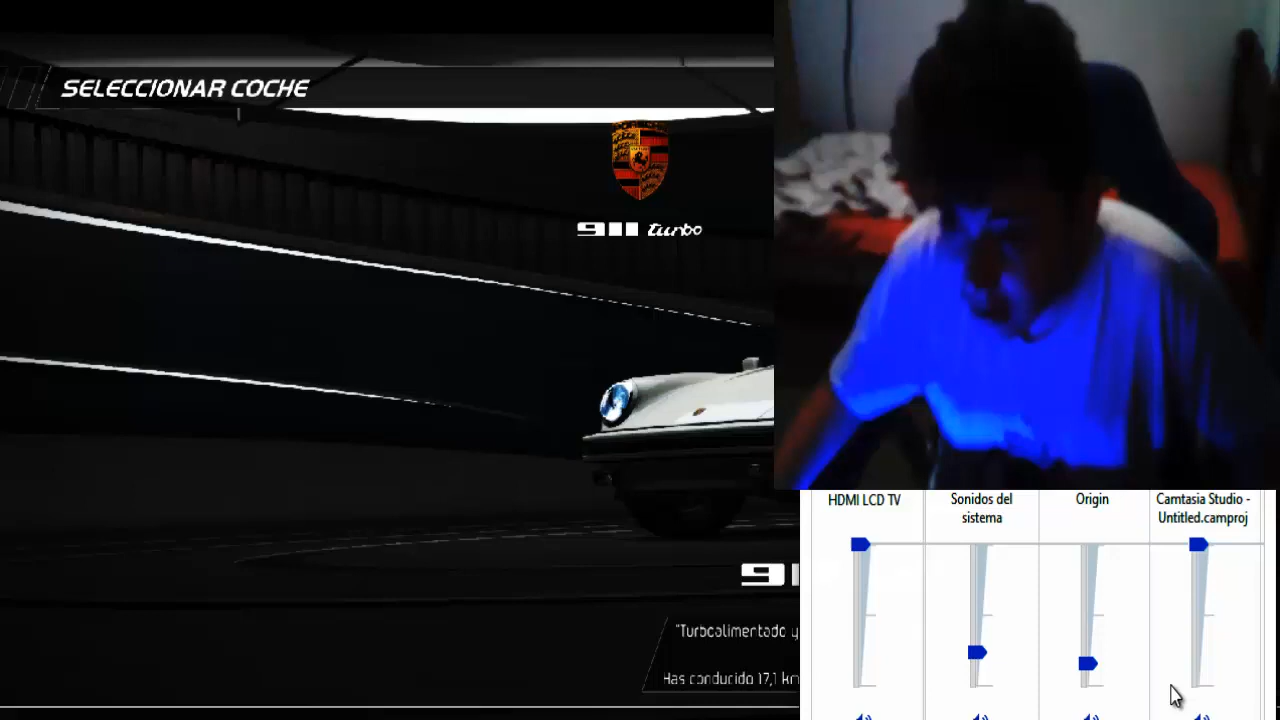 SELECCIONAR COCHE
911 turbo
HDMI LCD TV
Sonidos del
sistema
Origin
Camtasia Studio -
Untitled.camproj
"Turboalimentado y
Has conducido 17,1 km